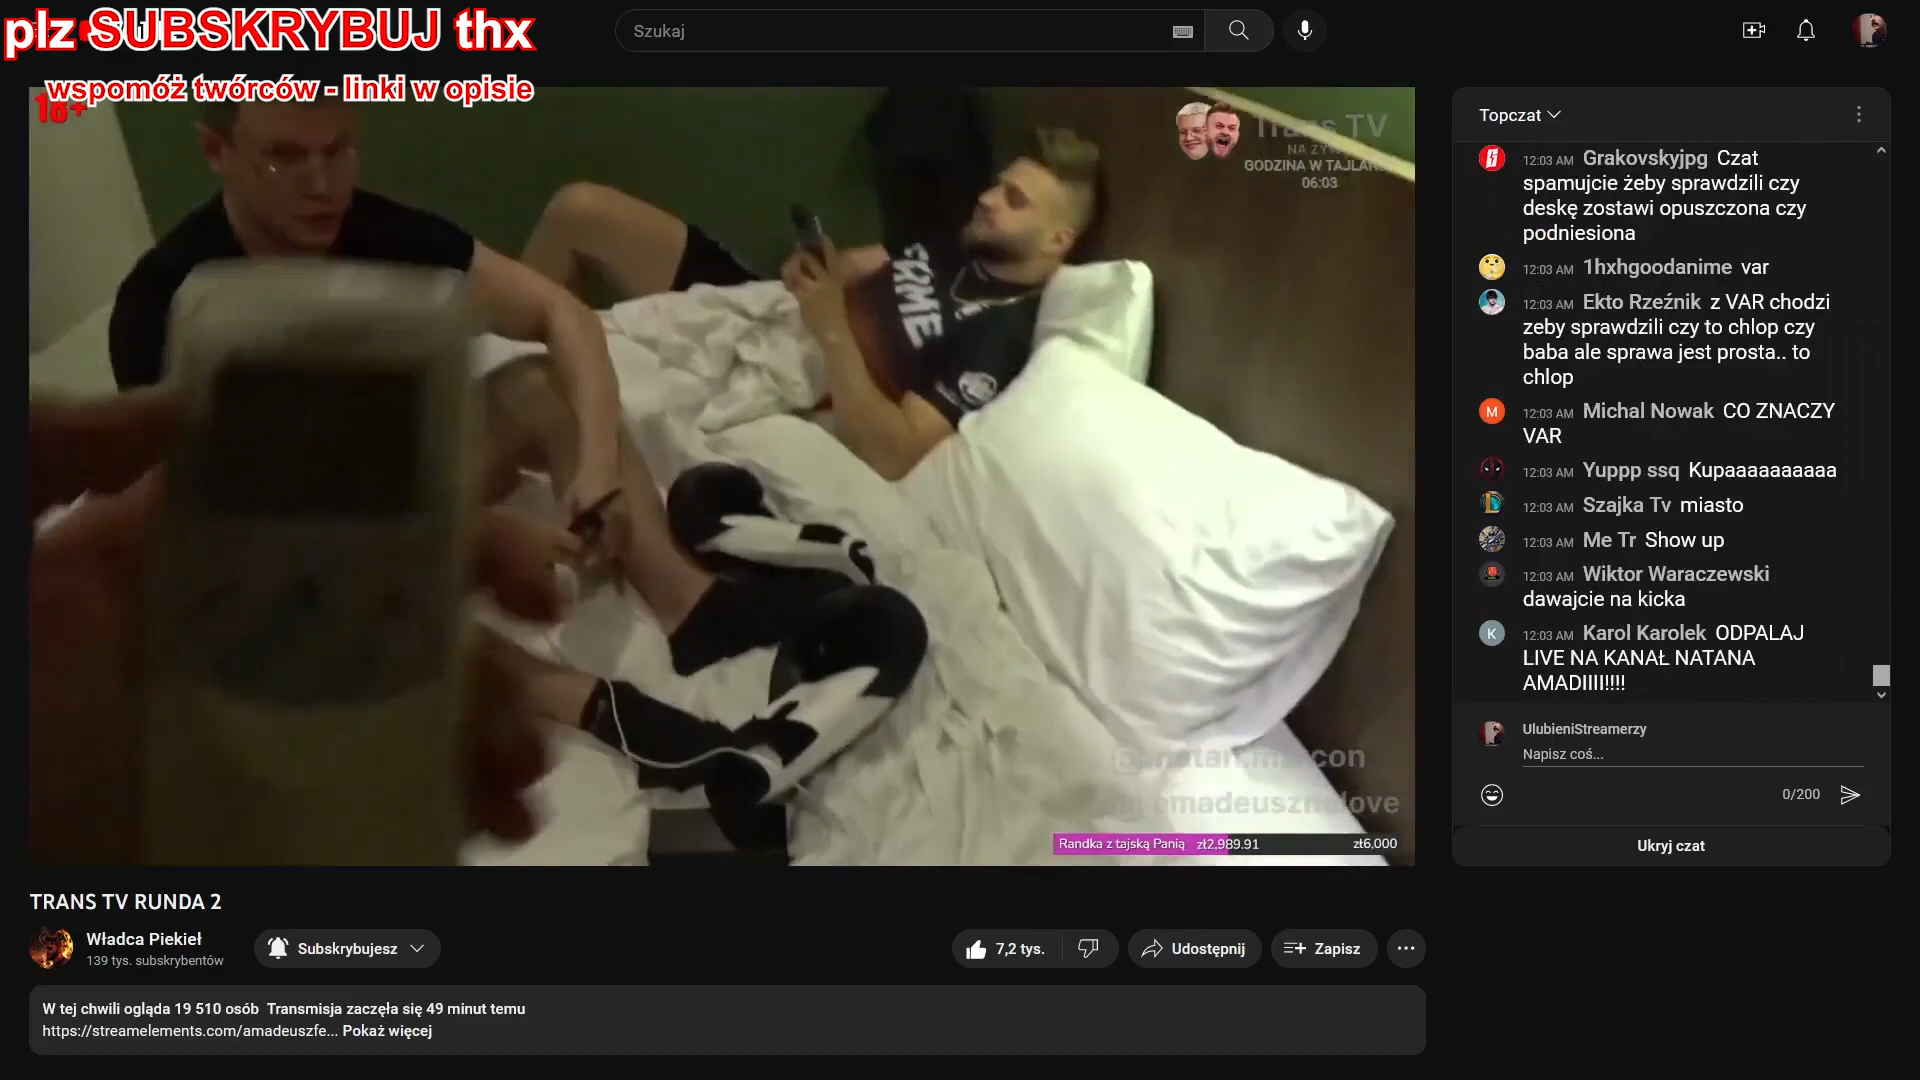 plz SUBSKRYBUJ thx
wspomóż twórców - linki w opisie
Szukaj
18+
Trans TV
NA ŻYWO
GODZINA W TAJLANDII
06:03
GAME
Randka z tajską Panią zł2,989.91 zł6,000
TRANS TV RUNDA 2
Władca Piekieł
139 tys. subskrybentów
Subskrybujesz
7,2 tys.
Udostępnij
Zapisz
W tej chwili ogląda 19 510 osób Transmisja zaczęła się 49 minut temu
https://streamelements.com/amadeuszfe... Pokaż więcej
Topczat
12:03 AM Grakovskyjpg Czat
spamujcie żeby sprawdzili czy
deskę zostawi opuszczona czy
podniesiona
12:03 AM 1hxhgoodanime var
12:03 AM Ekto Rzeźnik z VAR chodzi
zeby sprawdzili czy to chlop czy
baba ale sprawa jest prosta.. to
chlop
M
12:03 AM Michal Nowak CO ZNACZY
VAR
12:03 AM Yuppp ssq Kupaaaaaaaaaa
12:03 AM Szajka Tv miasto
12:03 AM Me Tr Show up
12:03 AM Wiktor Waraczewski
dawajcie na kicka
K
12:03 AM Karol Karolek ODPALAJ
LIVE NA KANAŁ NATANA
AMADIIII!!!!
UlubieniStreamerzy
Napisz coś...
0/200
Ukryj czat